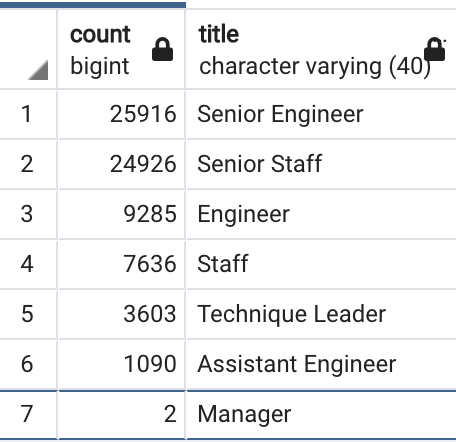 count title
bigint character varying (40)
1 25916 Senior Engineer
2 24926 Senior Staff
3 9285 Engineer
4 7636 Staff
5 3603 Technique Leader
6 1090 Assistant Engineer
7 2 Manager